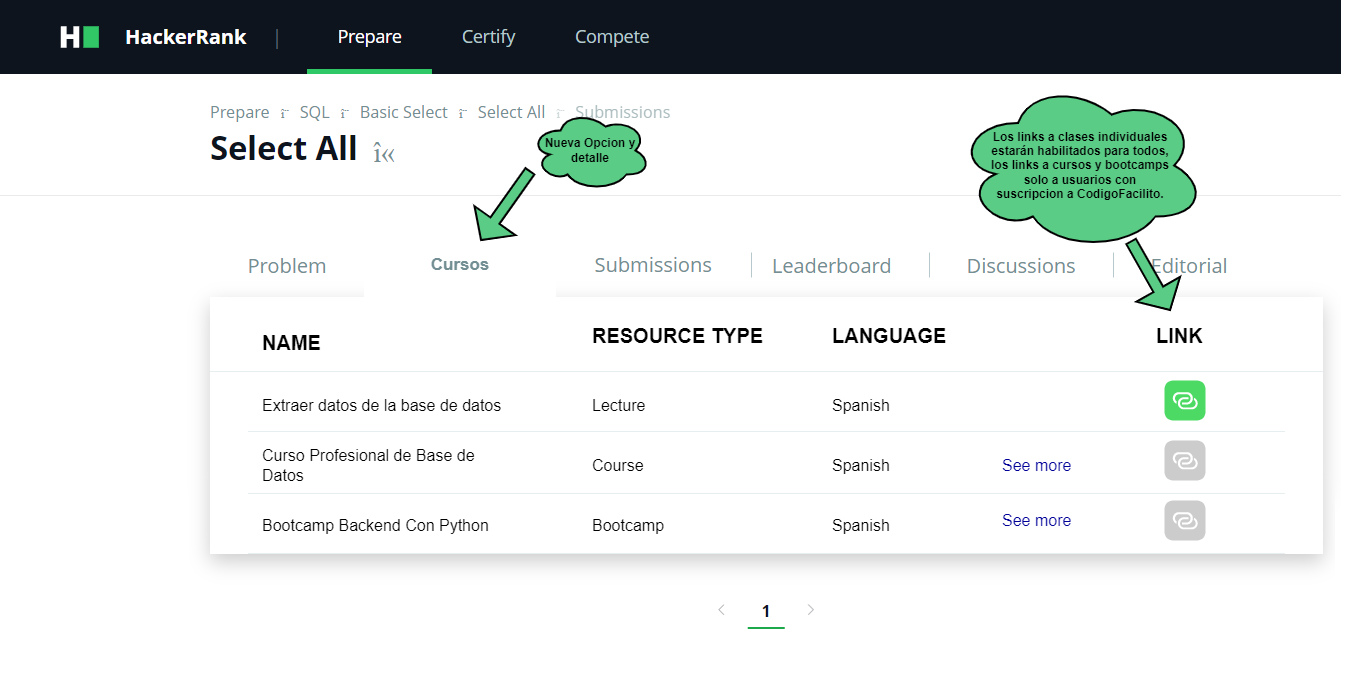 HackerRank | Prepare Certify Compete
Prepare SQL Basic Select Select All Submissions
Select All î«
Nueva Opcion y
detalle
Los links a clases individuales
estarán habilitados para todos,
los links a cursos y bootcamps
solo a usuarios con
suscripcion a CodigoFacilito.
Problem Cursos Submissions Leaderboard Discussions Editorial
NAME RESOURCE TYPE LANGUAGE LINK
Extraer datos de la base de datos Lecture Spanish
Curso Profesional de Base de
Datos Course Spanish See more
Bootcamp Backend Con Python Bootcamp Spanish See more
1